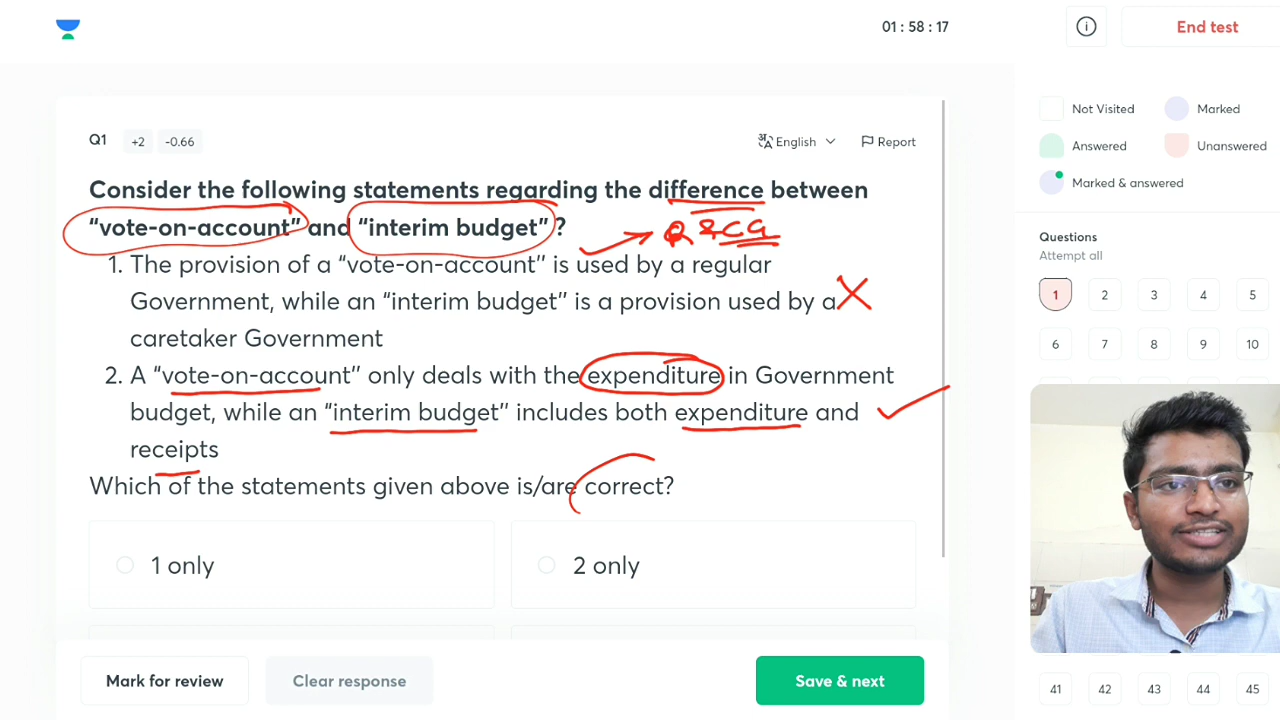 01 : 58 : 17
End test
Q1 +2 -0.66
English
Report
Consider the following statements regarding the difference between
“vote-on-account” and “interim budget” ?
R & CG
1. The provision of a “vote-on-account” is used by a regular
Government, while an “interim budget” is a provision used by a
caretaker Government
2. A “vote-on-account” only deals with the expenditure in Government
budget, while an “interim budget” includes both expenditure and
receipts
Which of the statements given above is/are correct?
1 only
2 only
Mark for review
Clear response
Save & next
Not Visited
Marked
Answered
Unanswered
Marked & answered
Questions
Attempt all
1 2 3 4 5
6 7 8 9 10
41 42 43 44 45